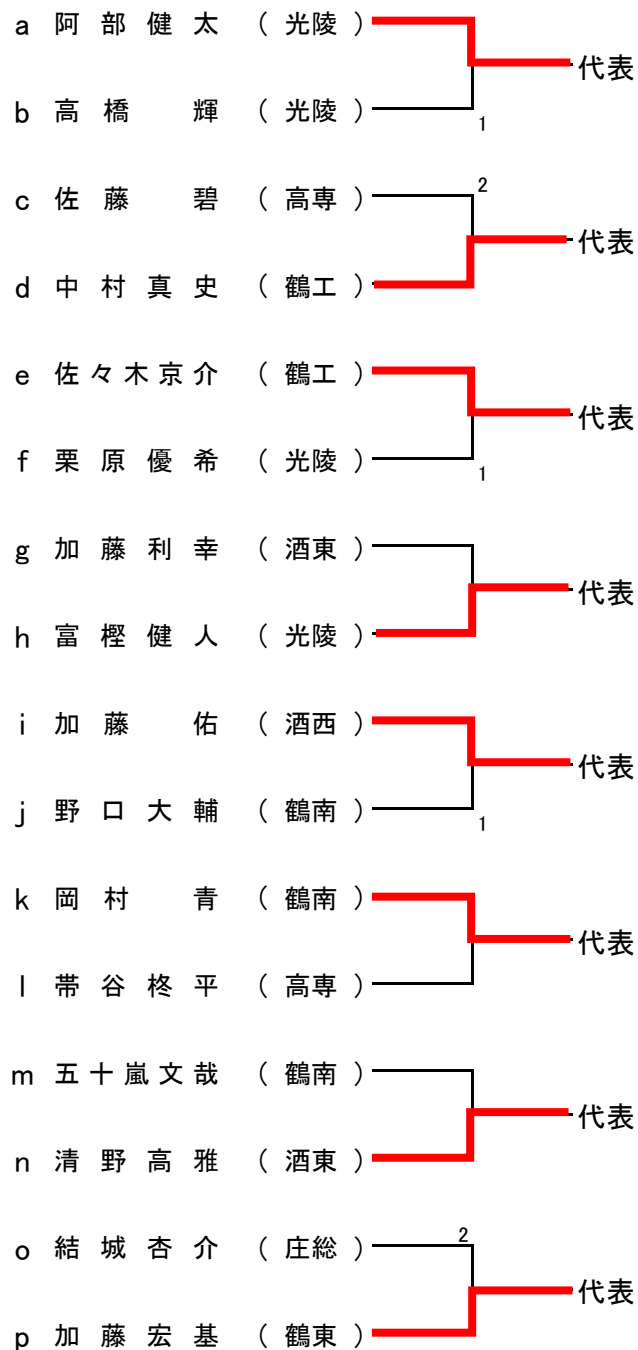 a 阿部健太 (光陵)
代表
b 高橋 輝 (光陵)
1
2
c 佐藤 碧 (高専)
代表
d 中村真史 (鶴工)
e 佐々木京介 (鶴工)
代表
f 栗原優希 (光陵)
1
g 加藤利幸 (酒東)
代表
h 富樫健人 (光陵)
i 加藤 佑 (酒西)
代表
j 野口大輔 (鶴南)
1
k 岡村 青 (鶴南)
代表
l 帯谷柊平 (高専)
m 五十嵐文哉 (鶴南)
代表
n 清野高雅 (酒東)
2
o 結城杏介 (庄総)
代表
p 加藤宏基 (鶴東)